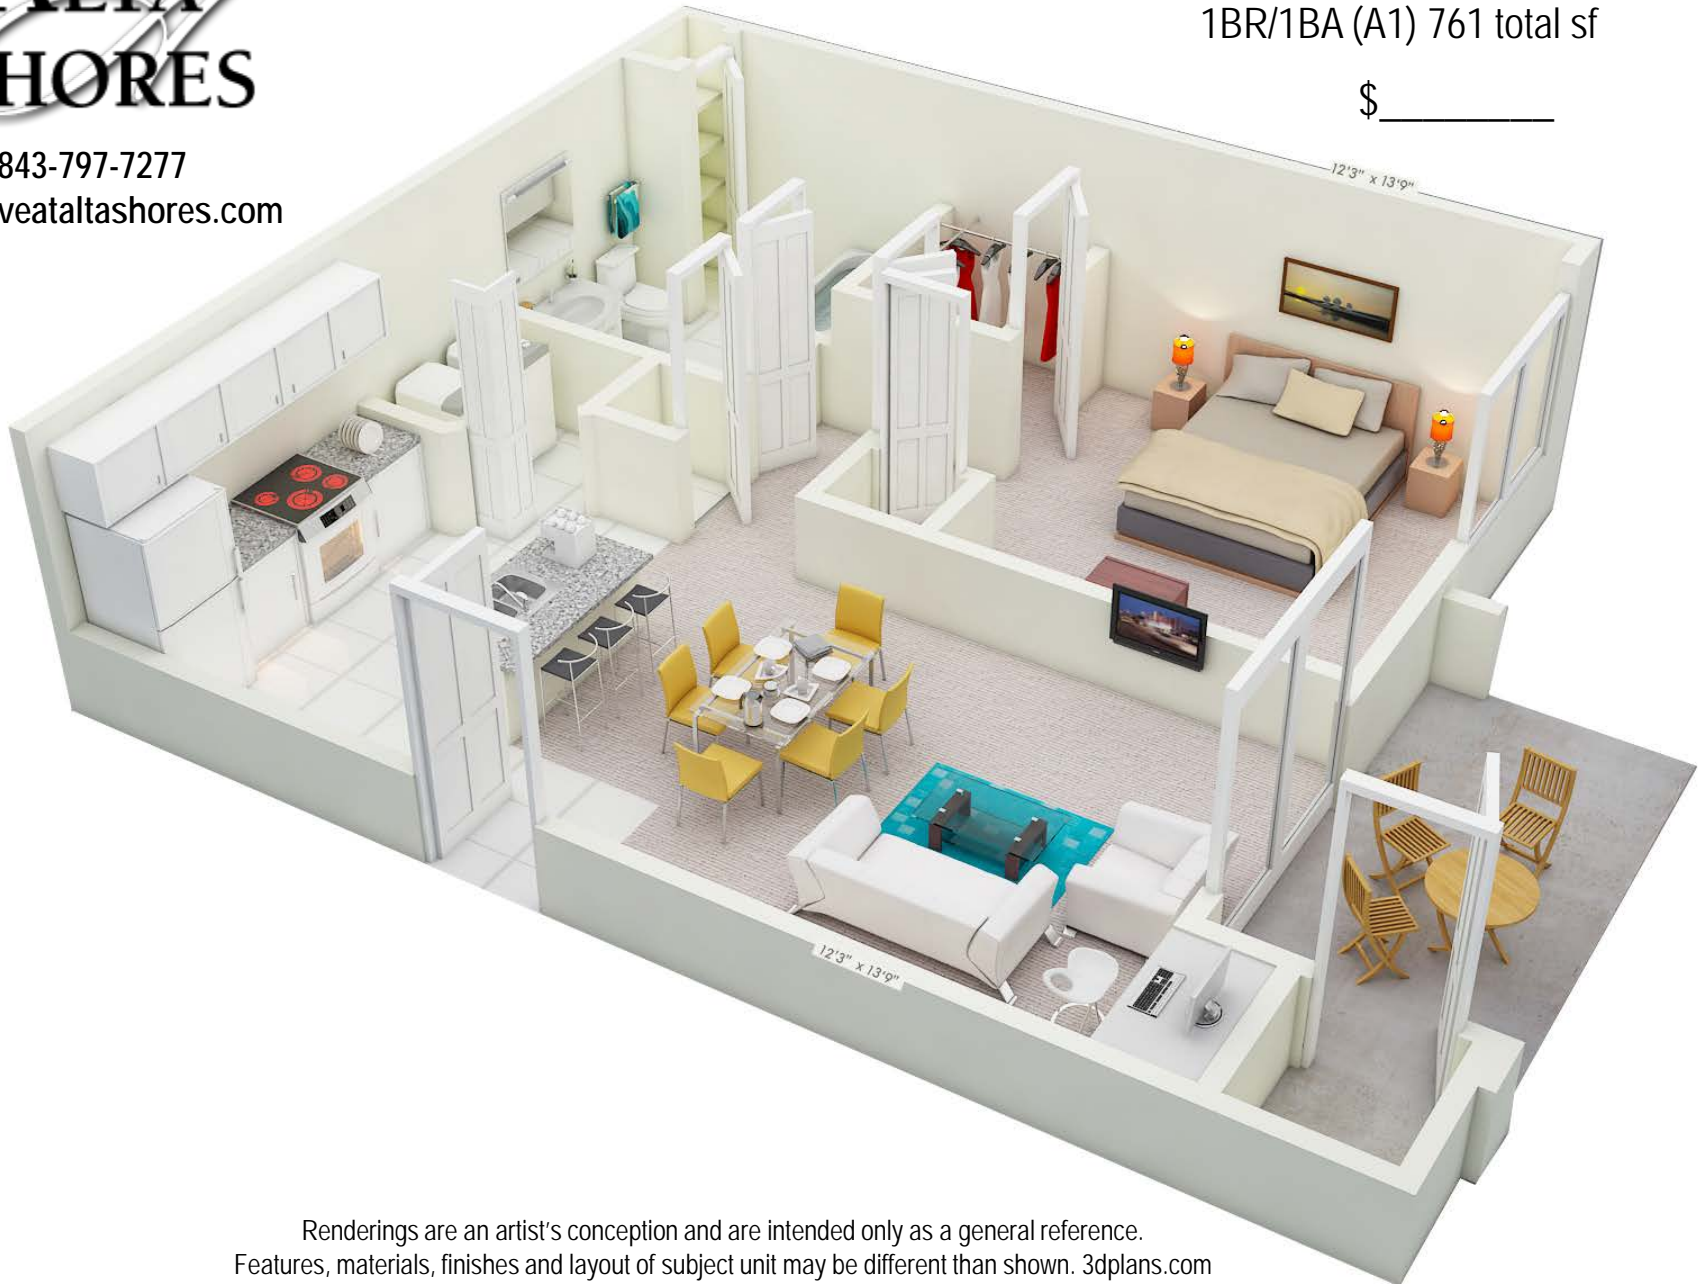 ALTA
HORES
843-797-7277
veataltashores.com
1BR/1BA (A1) 761 total sf
$________
12'3" x 13'9"
12'3" x 13'9"
Renderings are an artist's conception and are intended only as a general reference.
Features, materials, finishes and layout of subject unit may be different than shown. 3dplans.com